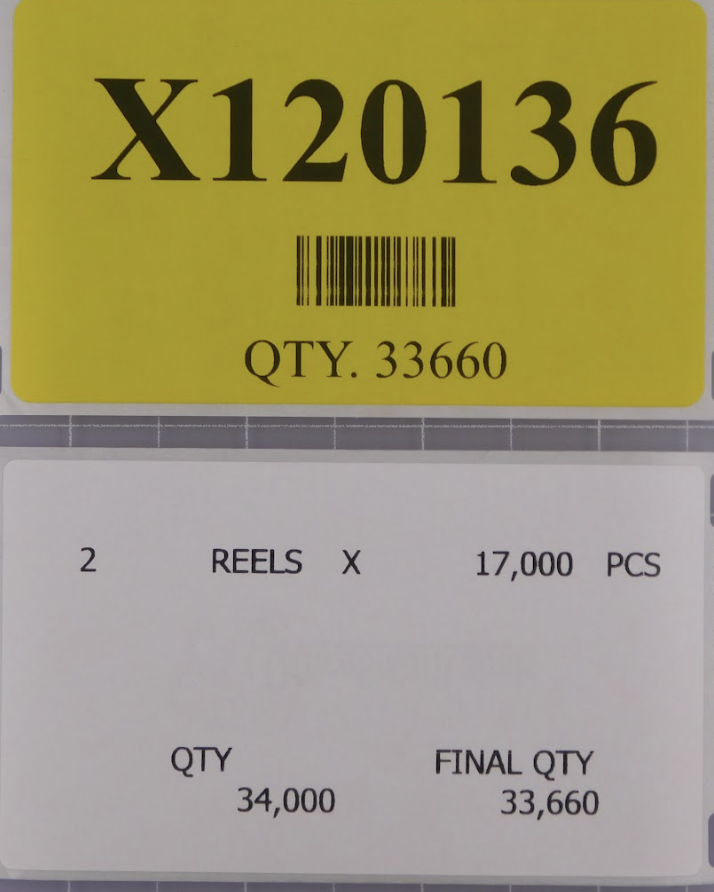 X120136
QTY. 33660
2 REELS X 17,000 PCS
QTY FINAL QTY
34,000 33,660